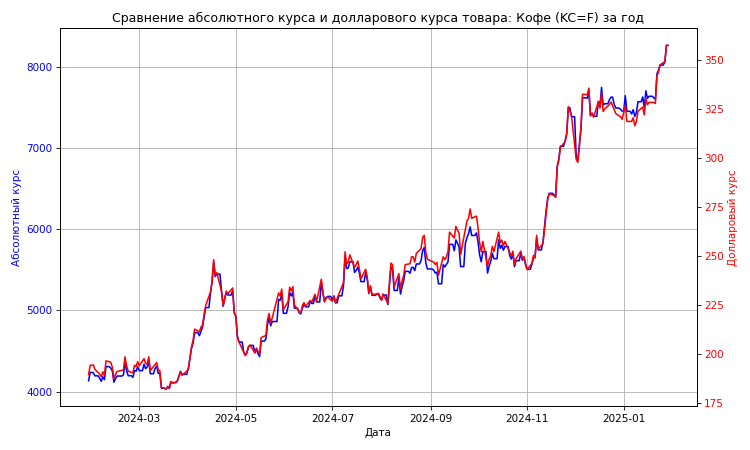 Сравнение абсолютного курса и долларового курса товара: Кофе (KC=F) за год
Абсолютный курс
8000
7000
6000
5000
4000
Долларовый курс
350
325
300
275
250
225
200
175
2024-03 2024-05 2024-07 2024-09 2024-11 2025-01
Дата